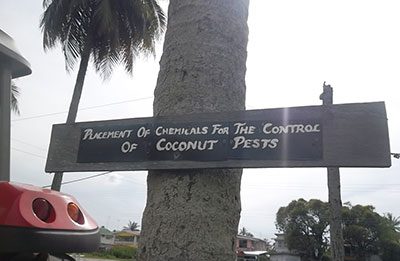 PLACEMENT OF CHEMICALS FOR THE CONTROL
OF COCONUT PESTS